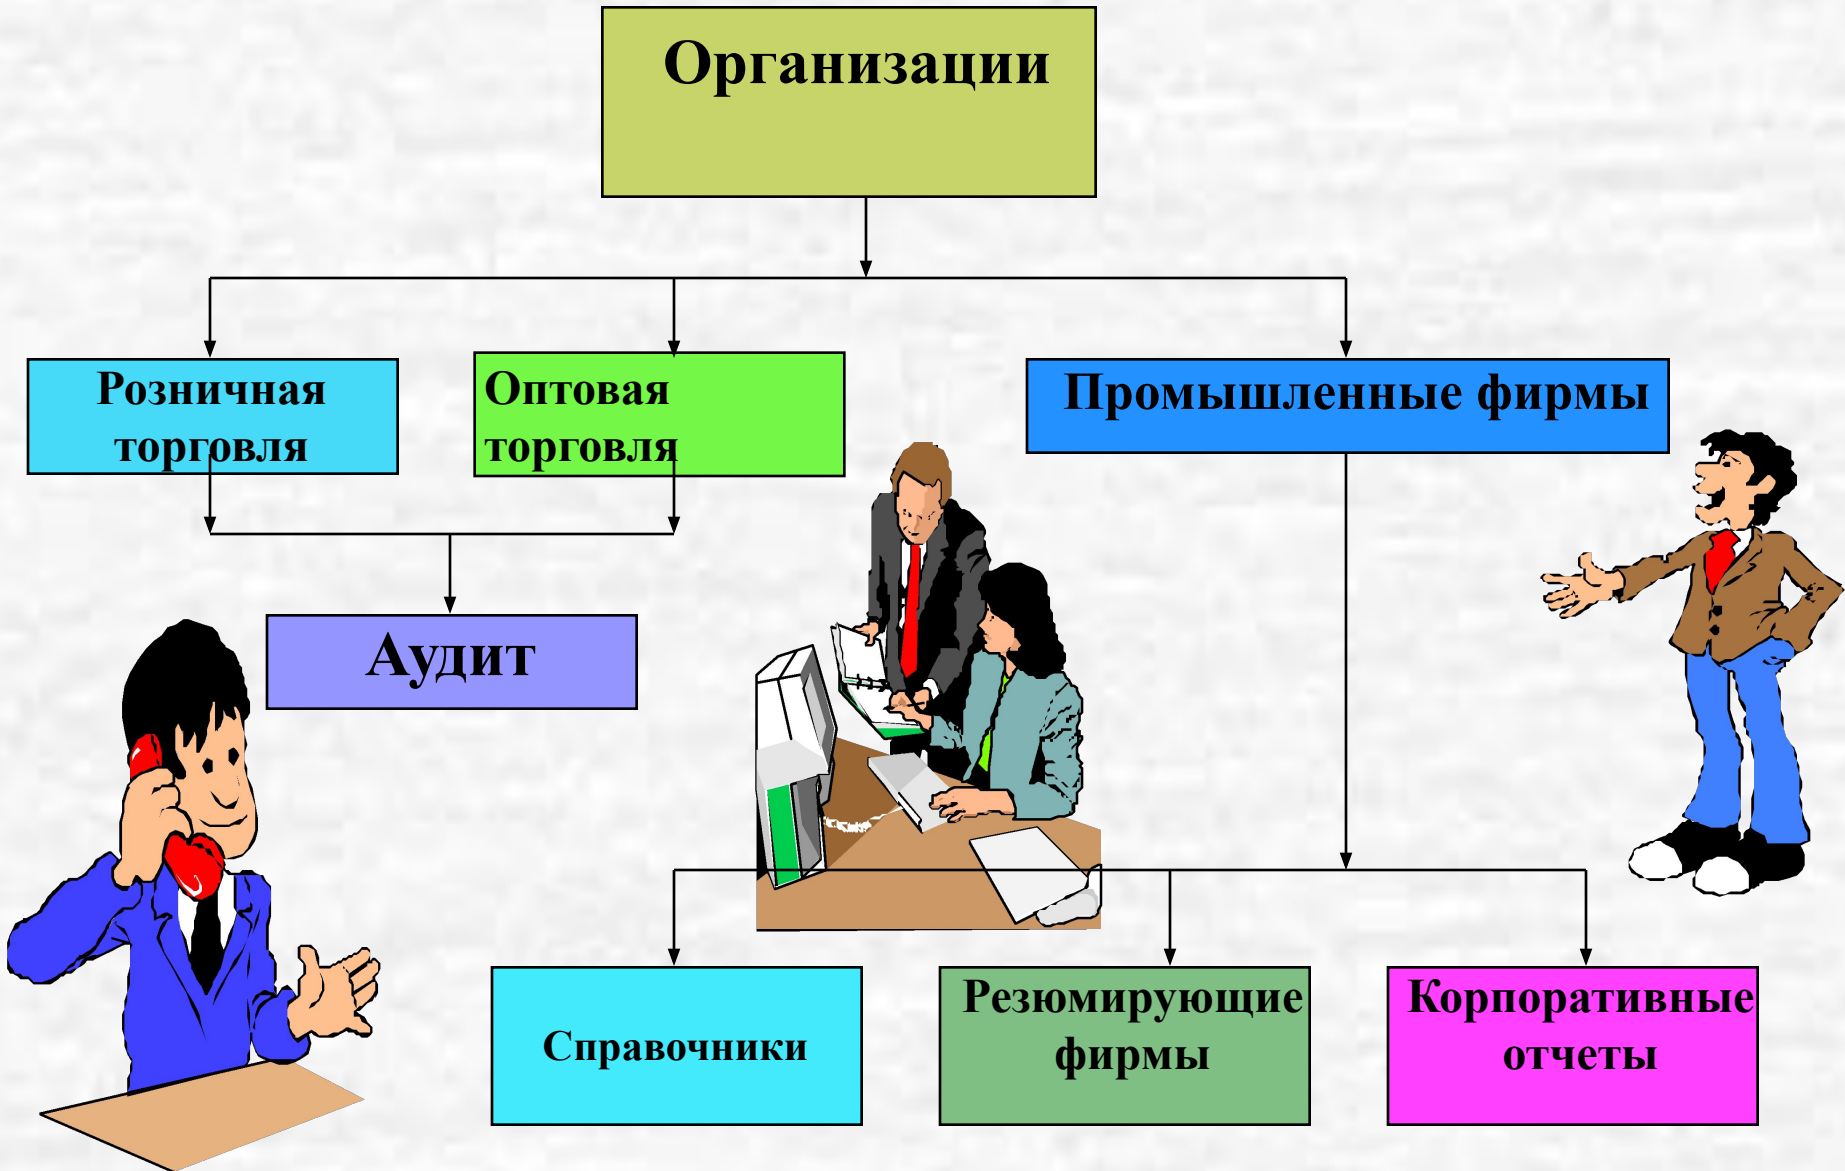 Организации
Розничная
торговля
Оптовая
торговля
Промышленные фирмы
Аудит
Справочники
Резюмирующие
фирмы
Корпоративные
отчеты